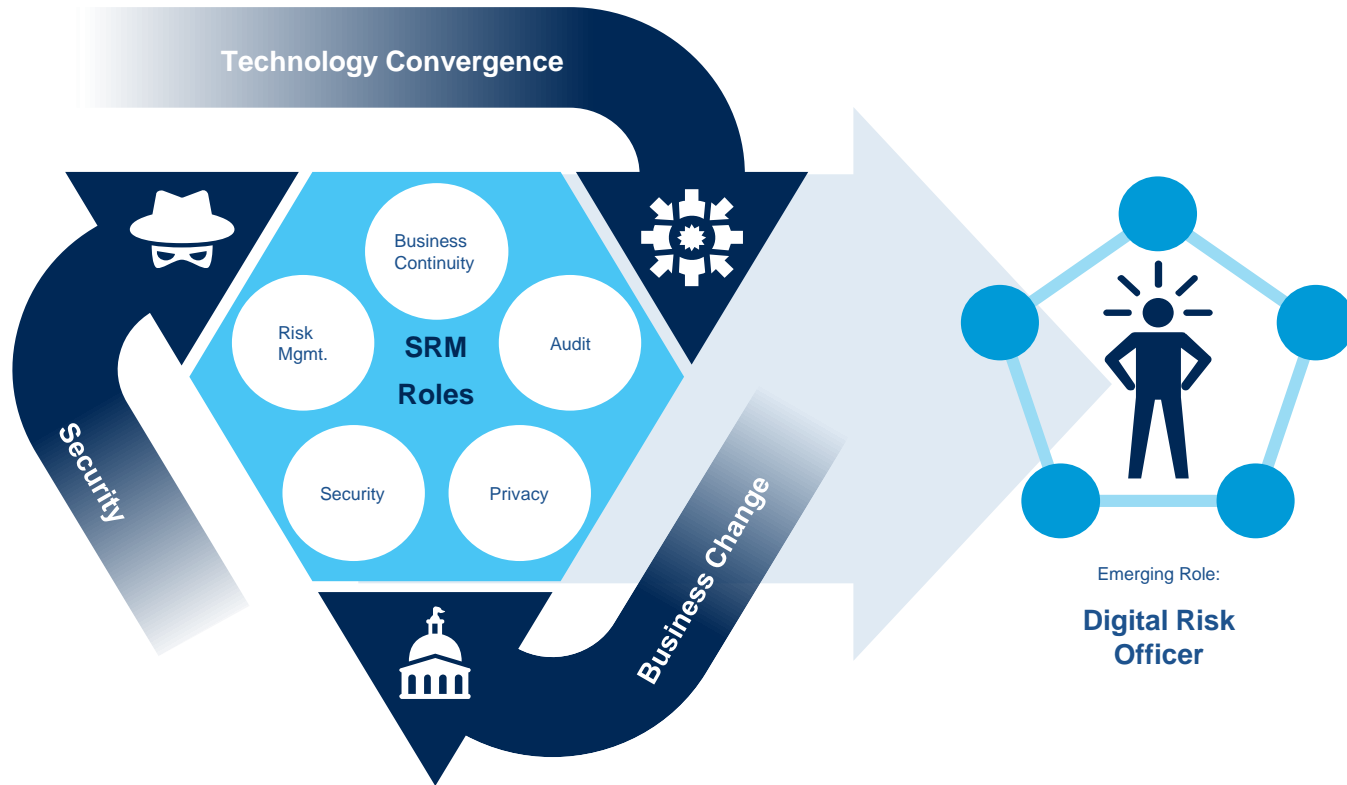 Technology Convergence
Business
Continuity
Risk
Mgmt.
SRM
Roles
Audit
Security
Privacy
Security
Business Change
Emerging Role:
Digital Risk
Officer